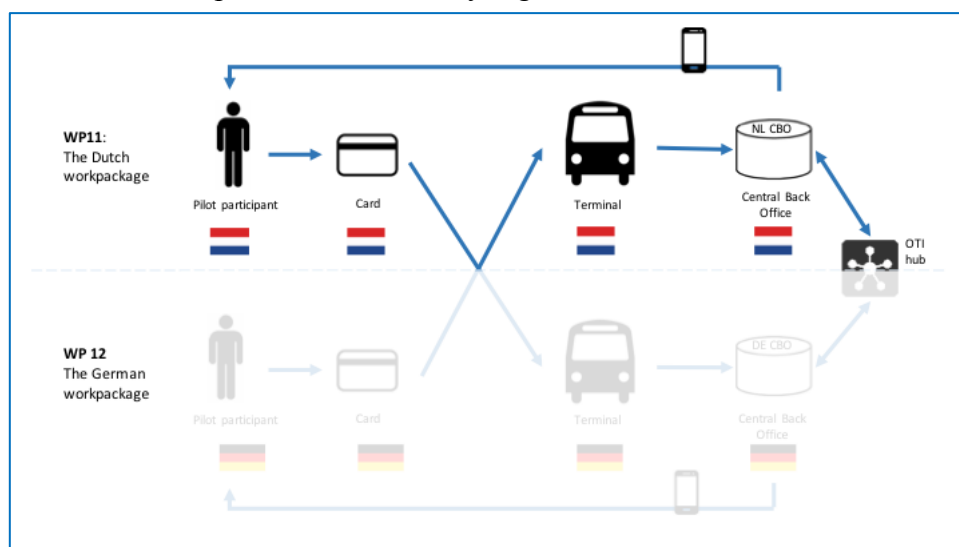 WP11:
The Dutch
workpackage
Pilot participant
Card
Terminal
NL CBO
Central Back
Office
OTI
hub
WP 12
The German
workpackage
Pilot participant
Card
Terminal
DE CBO
Central Back
Office